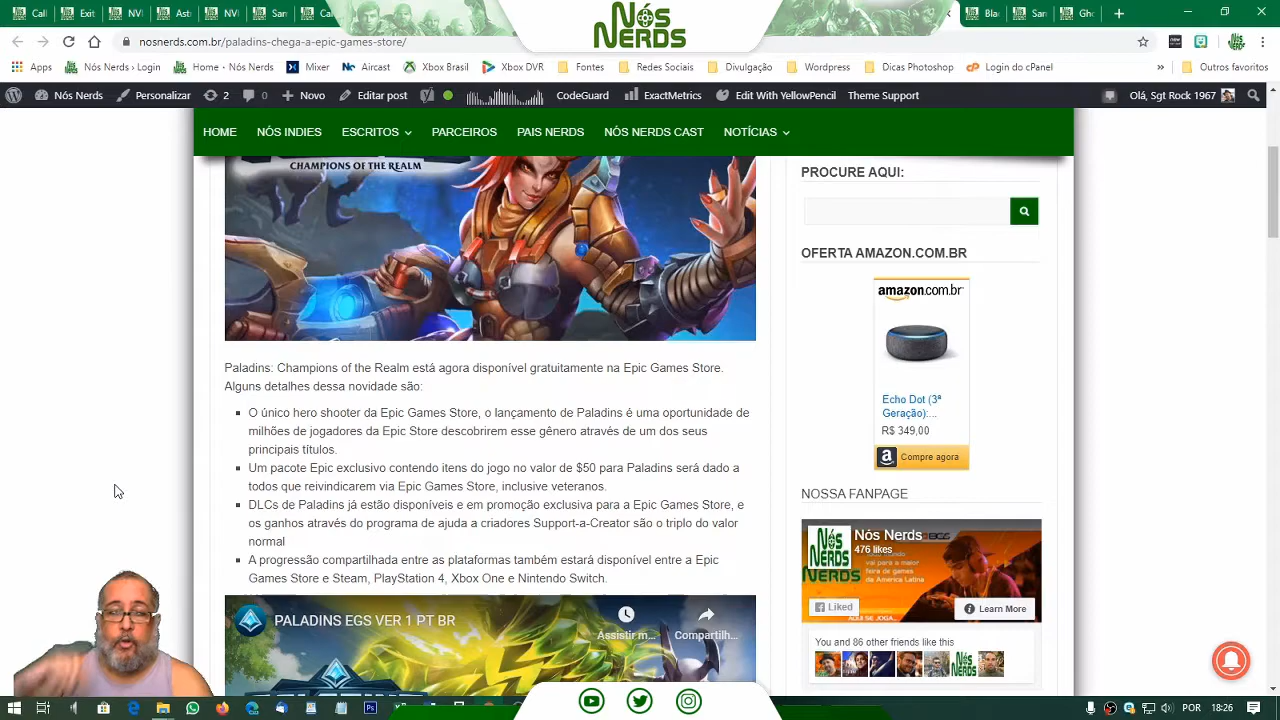 Nós
NERDS
nosnerds.com.br/paladins-chega-a-epic-games-store/
Apps
Nós Nerds › Login
Home - Nós Nerds
Mixer
Aircast
Xbox Brasil
Xbox DVR
Fontes
Redes Sociais
Divulgação
Wordpress
Dicas Photoshop
Login do cPanel
»
Outros favoritos
Nós Nerds
Personalizar
2
0
Novo
Editar post
CodeGuard
ExactMetrics
Edit With YellowPencil
Theme Support
Olá, Sgt Rock 1967
HOME
NÓS INDIES
ESCRITOS
PARCEIROS
PAIS NERDS
NÓS NERDS CAST
NOTÍCIAS
CHAMPIONS OF THE REALM
Paladins: Champions of the Realm está agora disponível gratuitamente na Epic Games Store.
Alguns detalhes dessa novidade são:
O único hero shooter da Epic Games Store, o lançamento de Paladins é uma oportunidade de
milhões de jogadores da Epic Store descobrirem esse gênero através de um dos seus
principais títulos.
Um pacote Epic exclusivo contendo itens do jogo no valor de $50 para Paladins será dado a
todos que reivindicarem via Epic Games Store, inclusive veteranos.
DLCs de Paladins já estão disponíveis e em promoção exclusiva para a Epic Games Store, e
os ganhos através do programa de ajuda a criadores Support-a-Creator são o triplo do valor
normal
A progressão compartilhada entre as plataformas também estará disponível entre a Epic
Games Store e Steam, PlayStation 4, Xbox One e Nintendo Switch.
PALADINS EGS VER 1 PT BR
Assistir m...
Compartilh...
PROCURE AQUI:
OFERTA AMAZON.COM.BR
amazon.com.br
Echo Dot (3ª
Geração):...
R$ 349,00
Compre agora
NOSSA FANPAGE
Nós Nerds
476 likes
vai para a maior
feira de games
da América Latina
Liked
Learn More
AQUI SE JOGA...
You and 86 other friends like this
POR
18:26